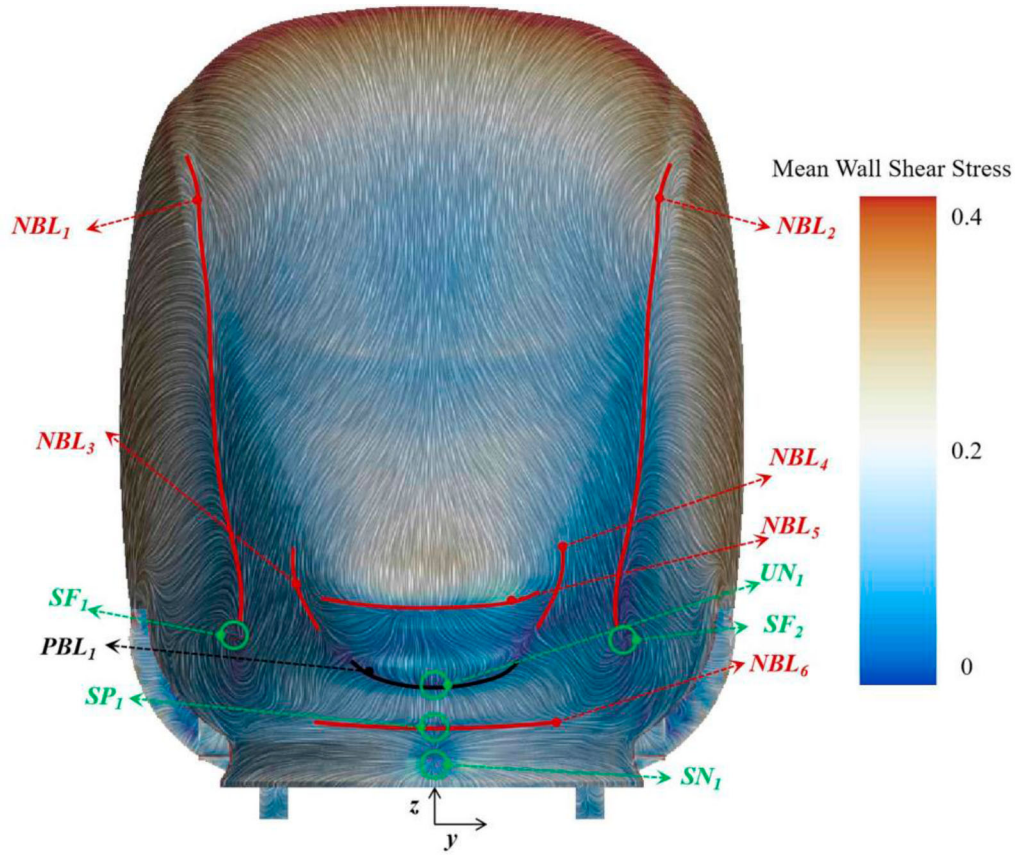 Mean Wall Shear Stress
0.4
NBL₁
NBL₂
NBL₃
0.2
NBL₄
NBL₅
UN₁
SF₁
SF₂
PBL₁
NBL₆
0
SP₁
SN₁
z
y